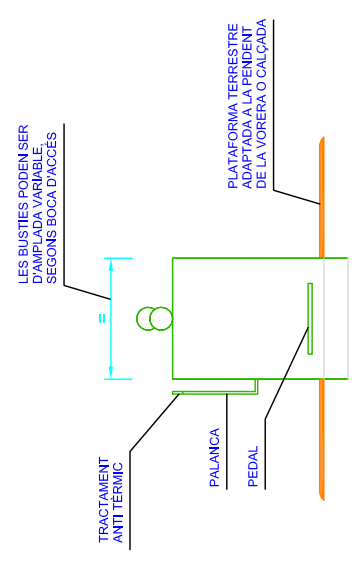 LES BUSTIES PODEN SER
D'AMPLADA VARIABLE,
SEGONS BOCA D'ACCÈS
PLATAFORMA TERRESTRE
ADAPTADA A LA PENDENT
DE LA VORERA O CALÇADA
=
TRACTAMENT
ANTI TÈRMIC
PALANCA
PEDAL